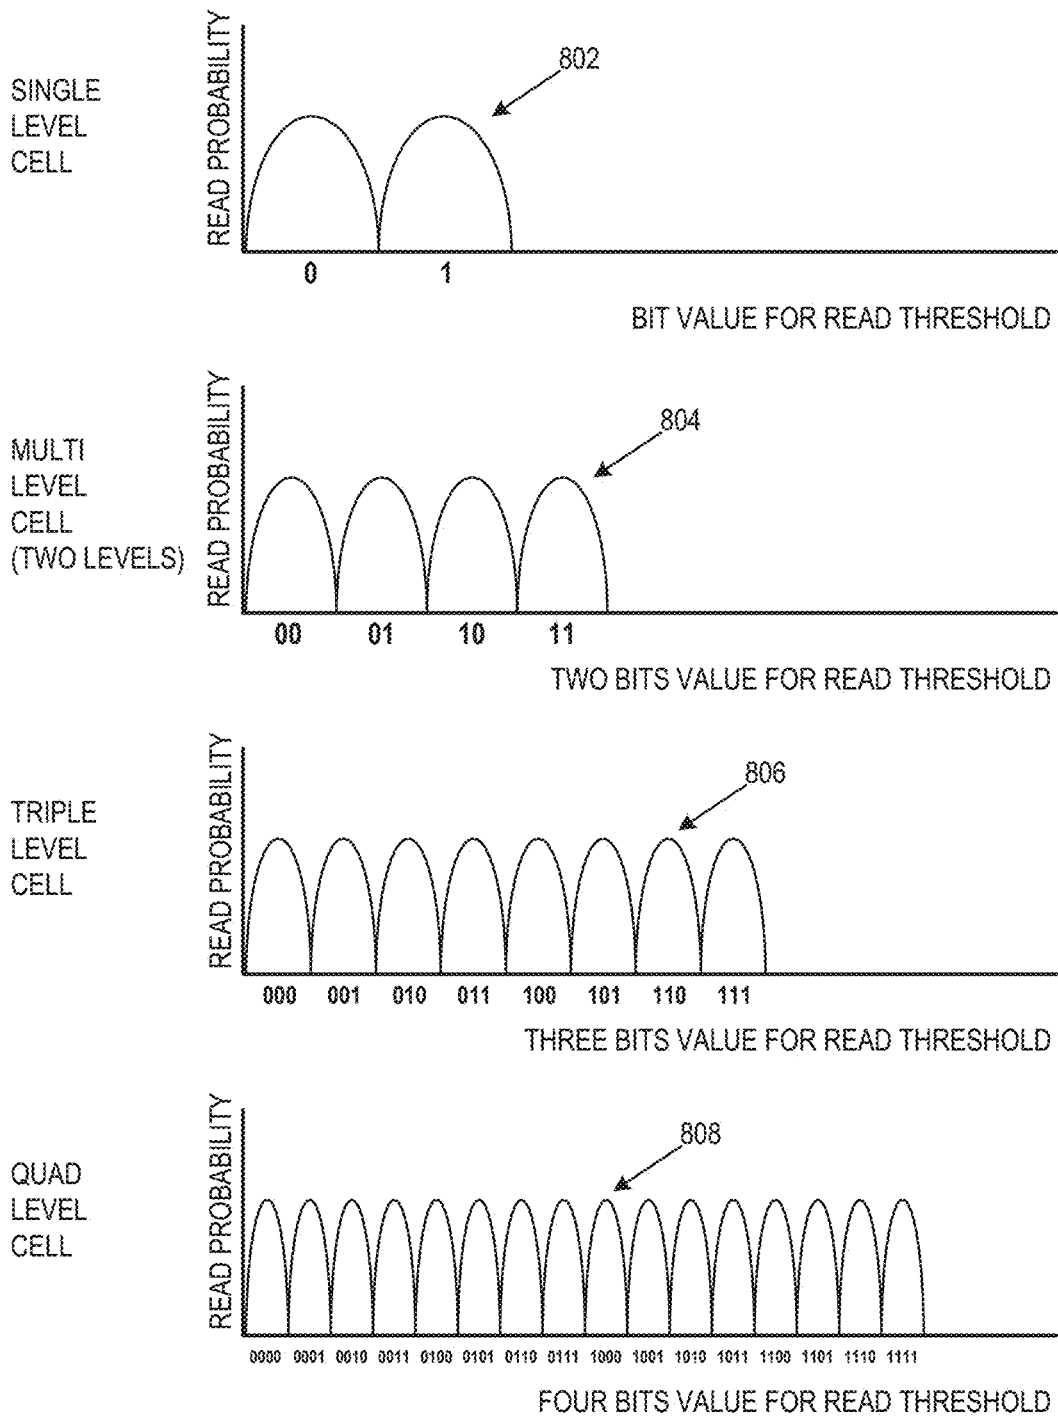 SINGLE
LEVEL
CELL
READ PROBABILITY
802
0 1
BIT VALUE FOR READ THRESHOLD
MULTI
LEVEL
CELL
(TWO LEVELS)
READ PROBABILITY
804
00 01 10 11
TWO BITS VALUE FOR READ THRESHOLD
TRIPLE
LEVEL
CELL
READ PROBABILITY
806
000 001 010 011 100 101 110 111
THREE BITS VALUE FOR READ THRESHOLD
QUAD
LEVEL
CELL
READ PROBABILITY
808
0000 0001 0010 0011 0100 0101 0110 0111 1000 1001 1010 1011 1100 1101 1110 1111
FOUR BITS VALUE FOR READ THRESHOLD